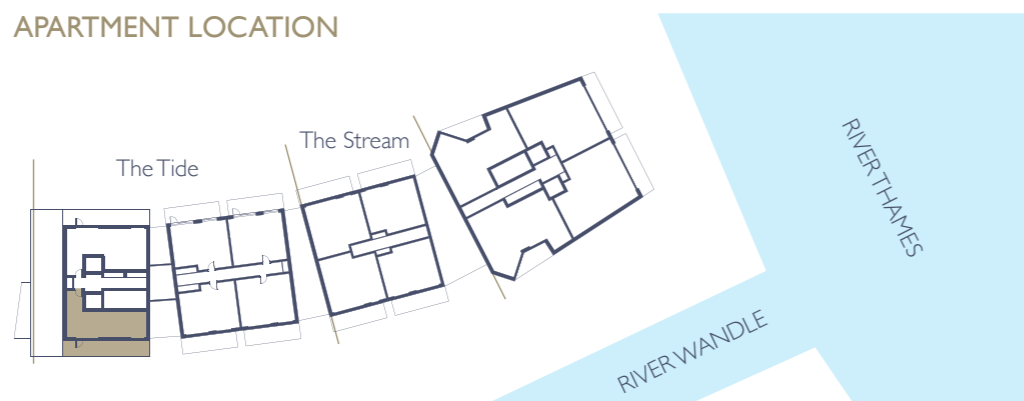 APARTMENT LOCATION
The Stream
The Tide
RIVER THAMES
RIVER WANDLE